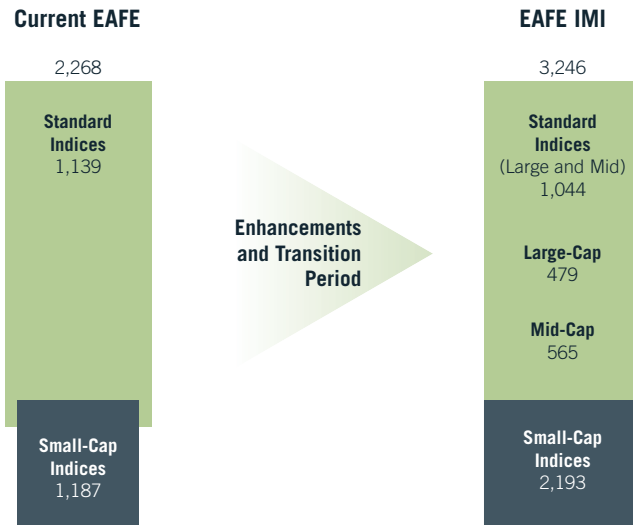 Current EAFE
2,268
Standard
Indices
1,139
Small-Cap
Indices
1,187
Enhancements
and Transition
Period
EAFE IMI
3,246
Standard
Indices
(Large and Mid)
1,044
Large-Cap
479
Mid-Cap
565
Small-Cap
Indices
2,193